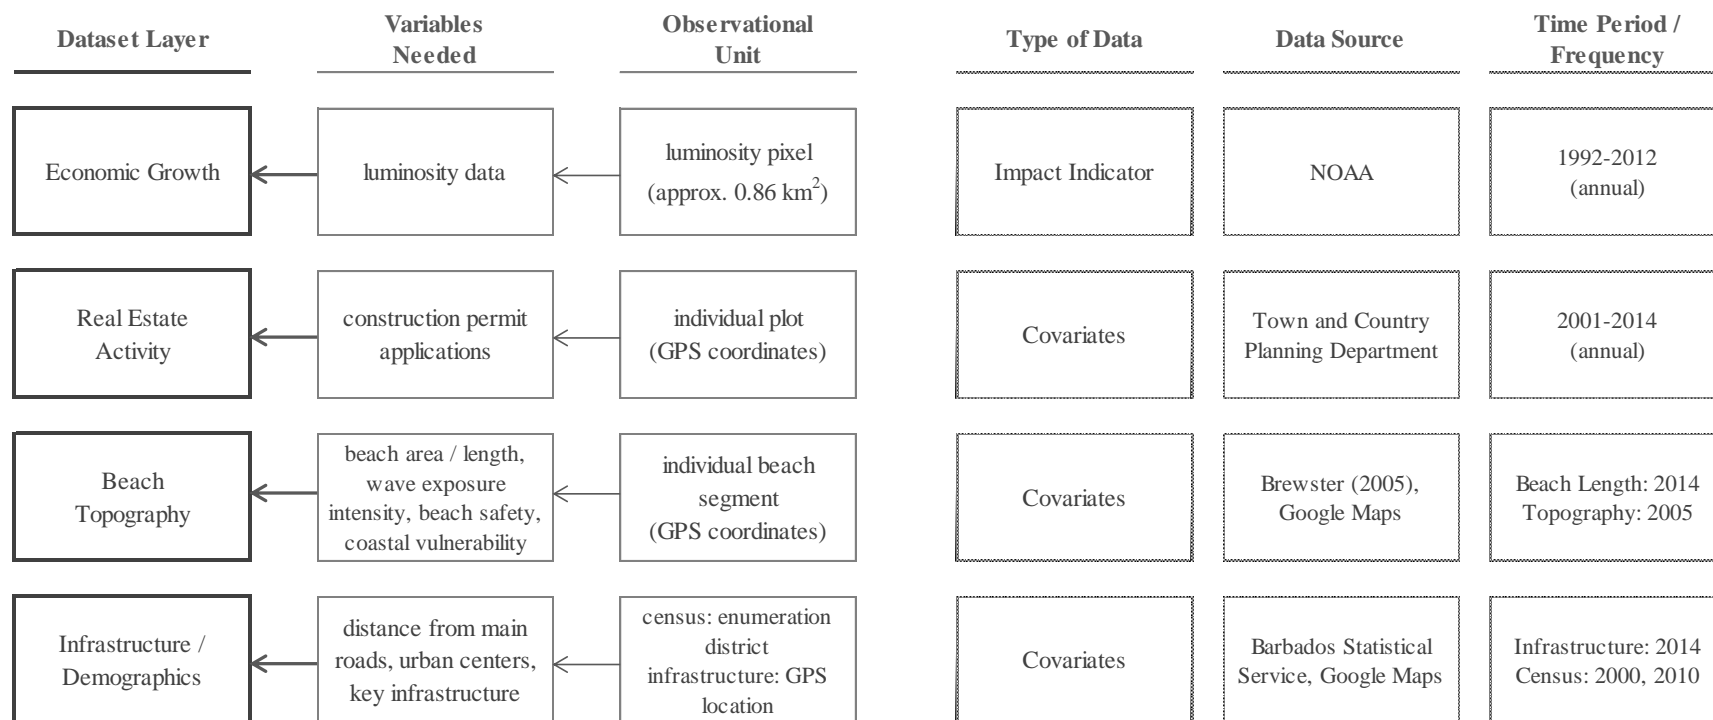 Dataset Layer
Variables
Needed
Observational
Unit
Type of Data
Data Source
Time Period /
Frequency
Economic Growth
luminosity data
luminosity pixel
(approx. 0.86 km²)
Impact Indicator
NOAA
1992-2012
(annual)
Real Estate
Activity
construction permit
applications
individual plot
(GPS coordinates)
Covariates
Town and Country
Planning Department
2001-2014
(annual)
Beach
Topography
beach area / length,
wave exposure
intensity, beach safety,
coastal vulnerability
individual beach
segment
(GPS coordinates)
Covariates
Brewster (2005),
Google Maps
Beach Length: 2014
Topography: 2005
Infrastructure /
Demographics
distance from main
roads, urban centers,
key infrastructure
census: enumeration
district
infrastructure: GPS
location
Covariates
Barbados Statistical
Service, Google Maps
Infrastructure: 2014
Census: 2000, 2010